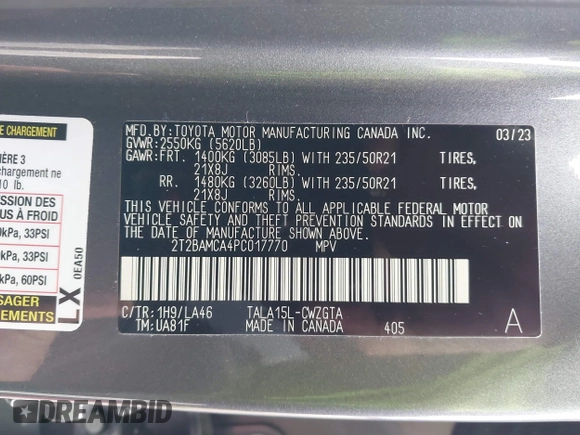 CHARGEMENT
IÈRE 3
chargement ne
10 lb.
ESSION DES
US À FROID
kPa, 33PSI
kPa, 33PSI
kPa, 60PSI
SAGER
EMENTS
LX
0EA50
MFD.BY:TOYOTA MOTOR MANUFACTURING CANADA INC. 03/23
GVWR:2550KG (5620LB)
GAWR:FRT. 1400KG (3085LB) WITH 235/50R21 TIRES,
21X8J RIMS.
RR. 1480KG (3260LB) WITH 235/50R21 TIRES,
21X8J RIMS.
THIS VEHICLE CONFORMS TO ALL APPLICABLE FEDERAL MOTOR
VEHICLE SAFETY AND THEFT PREVENTION STANDARDS IN EFFECT ON
THE DATE OF MANUFACTURE SHOWN ABOVE.
2T2BAMCA4PC017770 MPV
C/TR:1H9/LA46 TALA15L-CWZGTA
TM:UA81F MADE IN CANADA 405 A
DREAMBID